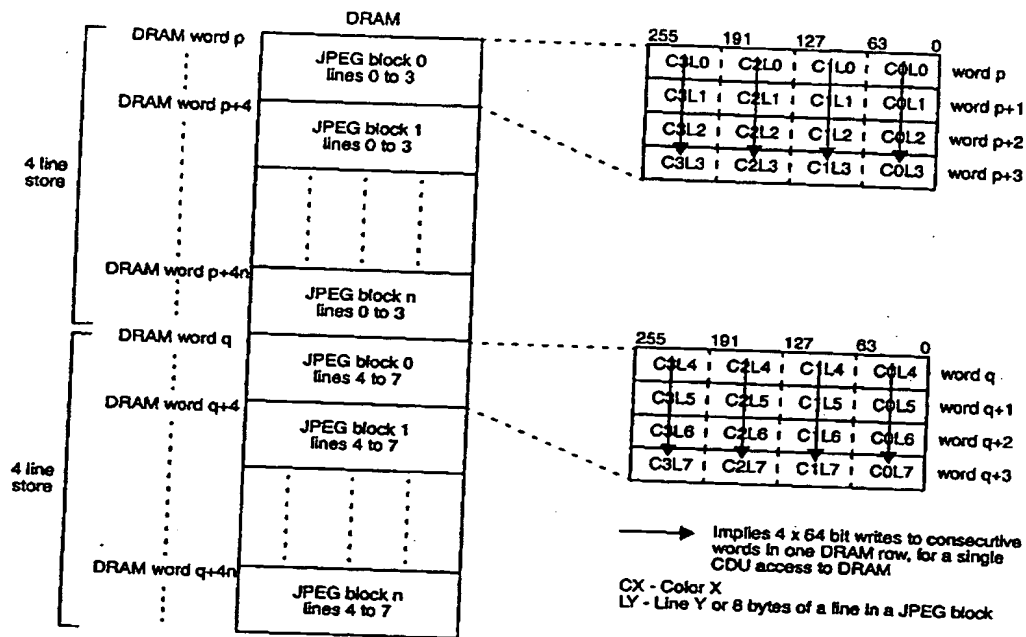 DRAM
DRAM word p
JPEG block 0
lines 0 to 3
DRAM word p+4
JPEG block 1
lines 0 to 3
4 line
store
DRAM word p+4n
JPEG block n
lines 0 to 3
DRAM word q
JPEG block 0
lines 4 to 7
DRAM word q+4
JPEG block 1
lines 4 to 7
4 line
store
DRAM word q+4n
JPEG block n
lines 4 to 7
255 191 127 63 0
C3L0 C2L0 C1L0 C0L0 word p
C3L1 C2L1 C1L1 C0L1 word p+1
C3L2 C2L2 C1L2 C0L2 word p+2
C3L3 C2L3 C1L3 C0L3 word p+3
255 191 127 63 0
C3L4 C2L4 C1L4 C0L4 word q
C3L5 C2L5 C1L5 C0L5 word q+1
C3L6 C2L6 C1L6 C0L6 word q+2
C3L7 C2L7 C1L7 C0L7 word q+3
Implies 4 x 64 bit writes to consecutive
words in one DRAM row, for a single
CDU access to DRAM
CX - Color X
LY - Line Y or 8 bytes of a line in a JPEG block